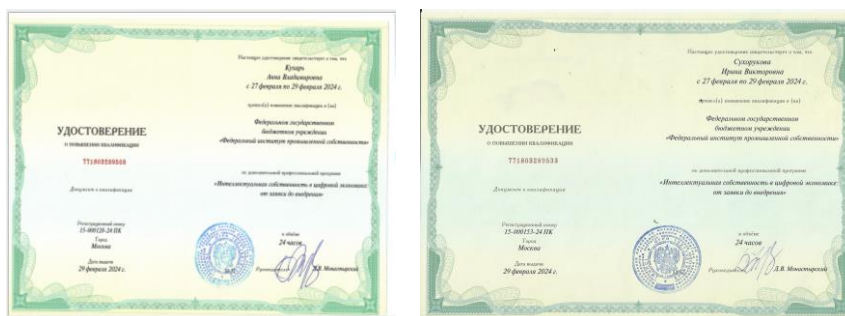 Настоящее удостоверение свидетельствует о том, что
Кухарь
Анна Владимировна
с 27 февраля по 29 февраля 2024 г.
прошел(а) повышение квалификации в (на)
Федеральном государственном
бюджетном учреждении
«Федеральный институт промышленной собственности»
УДОСТОВЕРЕНИЕ
О ПОВЫШЕНИИ КВАЛИФИКАЦИИ
по дополнительной профессиональной программе
Документ о квалификации
«Интеллектуальная собственность в цифровой экономике:
от заявки до внедрения»
Регистрационный номер
15-000128-24 ПК
Город
Москва
Дата выдачи
29 февраля 2024 г.
в объёме
24 часов
Руководитель
Л.В. Монастырский
Настоящее удостоверение свидетельствует о том, что
Сухорукова
Ирина Викторовна
с 27 февраля по 29 февраля 2024 г.
прошел(а) повышение квалификации в (на)
Федеральном государственном
бюджетном учреждении
«Федеральный институт промышленной собственности»
УДОСТОВЕРЕНИЕ
О ПОВЫШЕНИИ КВАЛИФИКАЦИИ
771803289533
по дополнительной профессиональной программе
Документ о квалификации
«Интеллектуальная собственность в цифровой экономике:
от заявки до внедрения»
Регистрационный номер
15-000153-24 ПК
Город
Москва
Дата выдачи
29 февраля 2024 г.
в объёме
24 часов
Руководитель
Л.В. Монастырский